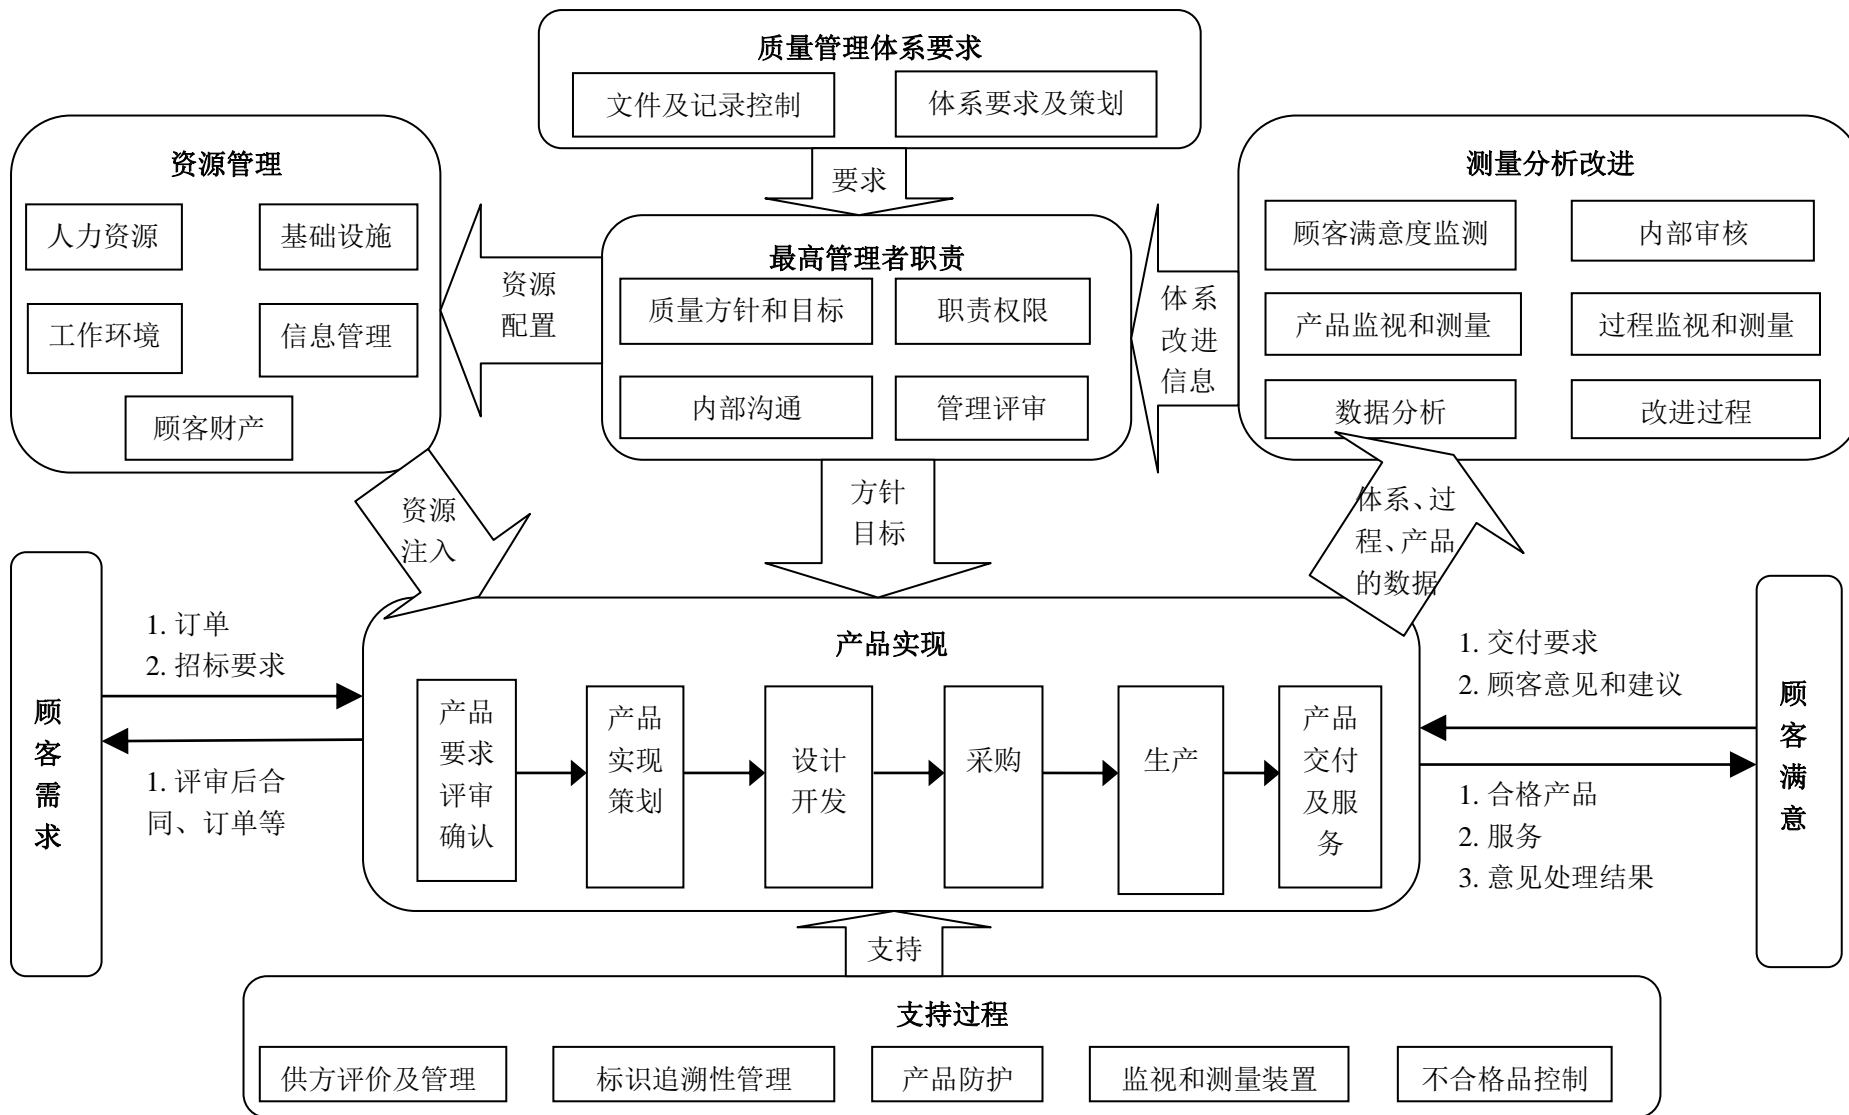 质量管理体系要求
文件及记录控制
体系要求及策划
要求
资源管理
人力资源
基础设施
工作环境
信息管理
顾客财产
资源
配置
最高管理者职责
质量方针和目标
职责权限
内部沟通
管理评审
体系
改进
信息
测量分析改进
顾客满意度监测
内部审核
产品监视和测量
过程监视和测量
数据分析
改进过程
资源
注入
方针
目标
体系、过
程、产品
的数据
顾
客
需
求
1. 订单
2. 招标要求
1. 评审后合
同、订单等
产品实现
产品
要求
评审
确认
产品
实现
策划
设计
开发
采购
生产
产品
交付
及服
务
1. 交付要求
2. 顾客意见和建议
1. 合格产品
2. 服务
3. 意见处理结果
顾
客
满
意
支持
支持过程
供方评价及管理
标识追溯性管理
产品防护
监视和测量装置
不合格品控制